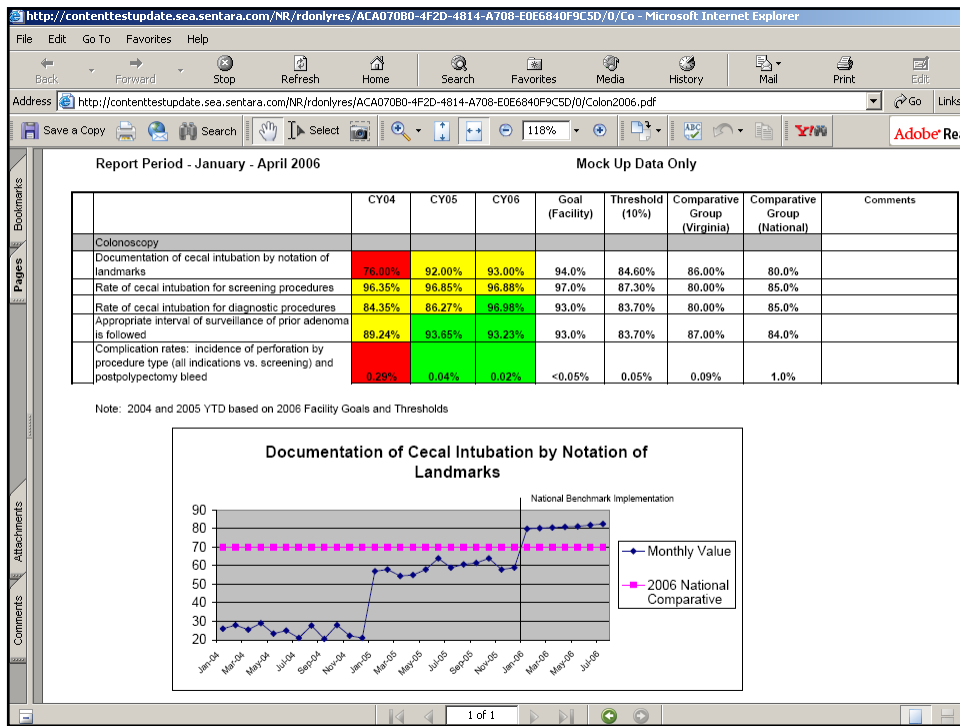 http://contenttestupdate.sea.sentara.com/NR/rdonlyres/ACA070B0-4F2D-4814-A708-E0E6840F9C5D/0/Co - Microsoft Internet Explorer
File Edit Go To Favorites Help
Back Forward Stop Refresh Home Search Favorites Media History Mail Print Edit
Address http://contenttestupdate.sea.sentara.com/NR/rdonlyres/ACA070B0-4F2D-4814-A708-E0E6840F9C5D/0/Colon2006.pdf Go Links
Save a Copy Search Select 118% Y! Adobe Rea
Bookmarks
Pages
Attachments
Comments
Report Period - January - April 2006 Mock Up Data Only
CY04 CY05 CY06 Goal Threshold Comparative Comparative Comments
(Facility) (10%) Group Group
(Virginia) (National)
Colonoscopy
Documentation of cecal intubation by notation of
landmarks 76.00% 92.00% 93.00% 94.0% 84.60% 86.00% 80.0%
Rate of cecal intubation for screening procedures 96.35% 96.85% 96.88% 97.0% 87.30% 80.00% 85.0%
Rate of cecal intubation for diagnostic procedures 84.35% 86.27% 96.98% 93.0% 83.70% 80.00% 85.0%
Appropriate interval of surveillance of prior adenoma
is followed 89.24% 93.65% 93.23% 93.0% 83.70% 87.00% 84.0%
Complication rates: incidence of perforation by
procedure type (all indications vs. screening) and
postpolypectomy bleed 0.29% 0.04% 0.02% <0.05% 0.05% 0.09% 1.0%
Note: 2004 and 2005 YTD based on 2006 Facility Goals and Thresholds
Documentation of Cecal Intubation by Notation of
Landmarks
National Benchmark Implementation
90
80
70
60
50
40
30
20
Jan-04 Mar-04 May-04 Jul-04 Sep-04 Nov-04 Jan-05 Mar-05 May-05 Jul-05 Sep-05 Nov-05 Jan-06 Mar-06 May-06 Jul-06
Monthly Value
2006 National
Comparative
1 of 1